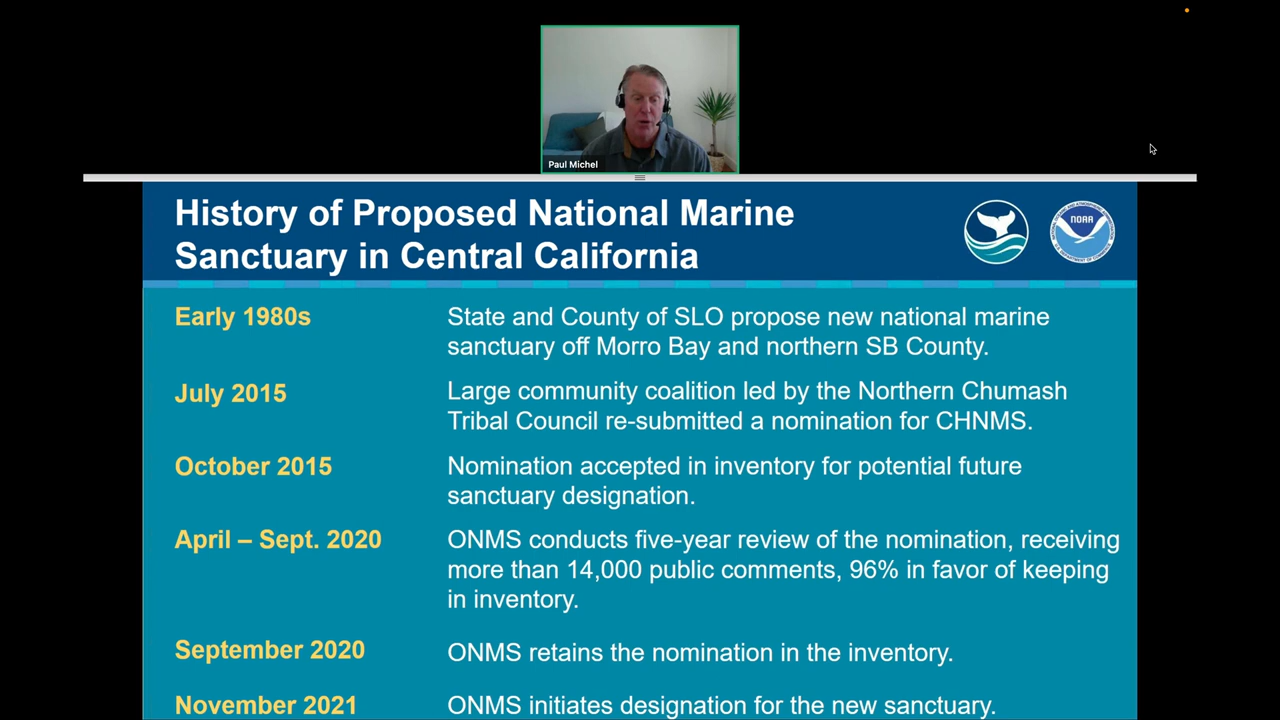 Paul Michel
History of Proposed National Marine
Sanctuary in Central California
NOAA
Early 1980s
State and County of SLO propose new national marine
sanctuary off Morro Bay and northern SB County.
July 2015
Large community coalition led by the Northern Chumash
Tribal Council re-submitted a nomination for CHNMS.
October 2015
Nomination accepted in inventory for potential future
sanctuary designation.
April – Sept. 2020
ONMS conducts five-year review of the nomination, receiving
more than 14,000 public comments, 96% in favor of keeping
in inventory.
September 2020
ONMS retains the nomination in the inventory.
November 2021
ONMS initiates designation for the new sanctuary.